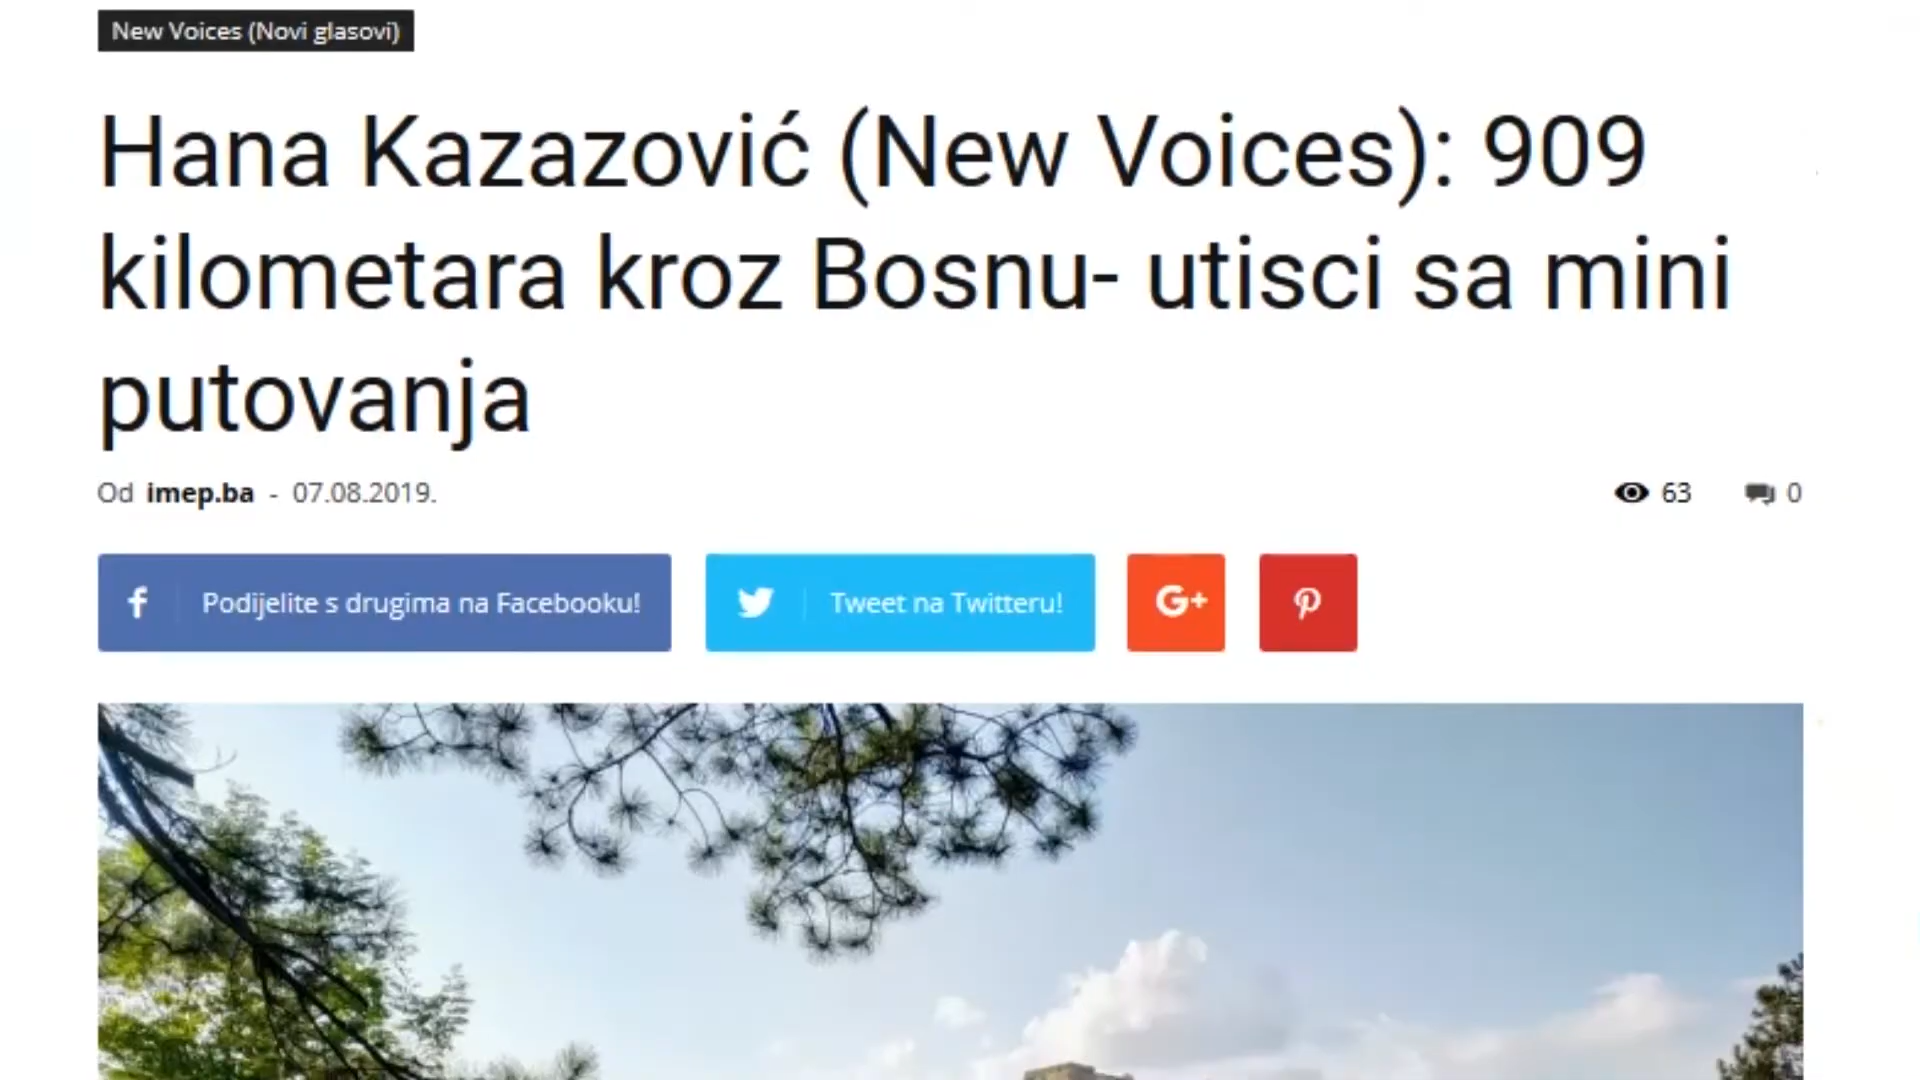 New Voices (Novi glasovi)
Hana Kazazović (New Voices): 909
kilometara kroz Bosnu- utisci sa mini
putovanja
Od imep.ba - 07.08.2019.
63
0
Podijelite s drugima na Facebooku!
Tweet na Twitteru!
G+